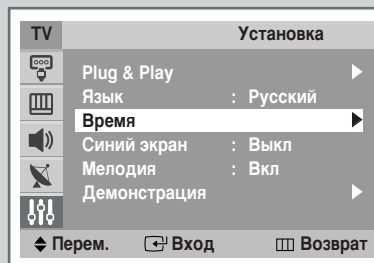 TV Установка
Plug & Play
Язык : Русский
Время
Синий экран : Выкл
Мелодия : Вкл
Демонстрация
Перем. Вход Возврат